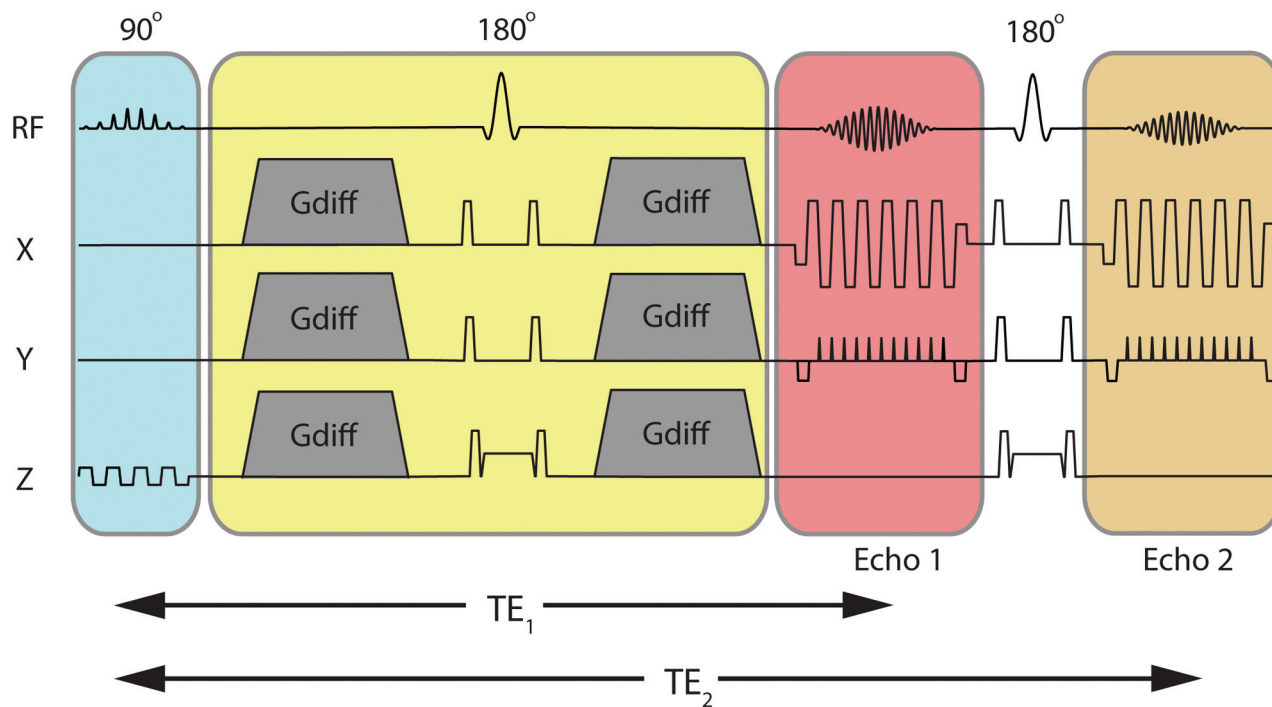 90° 180° 180°
RF
Gdiff Gdiff
X
Gdiff Gdiff
Y
Gdiff Gdiff
Z
Echo 1 Echo 2
TE₁
TE₂